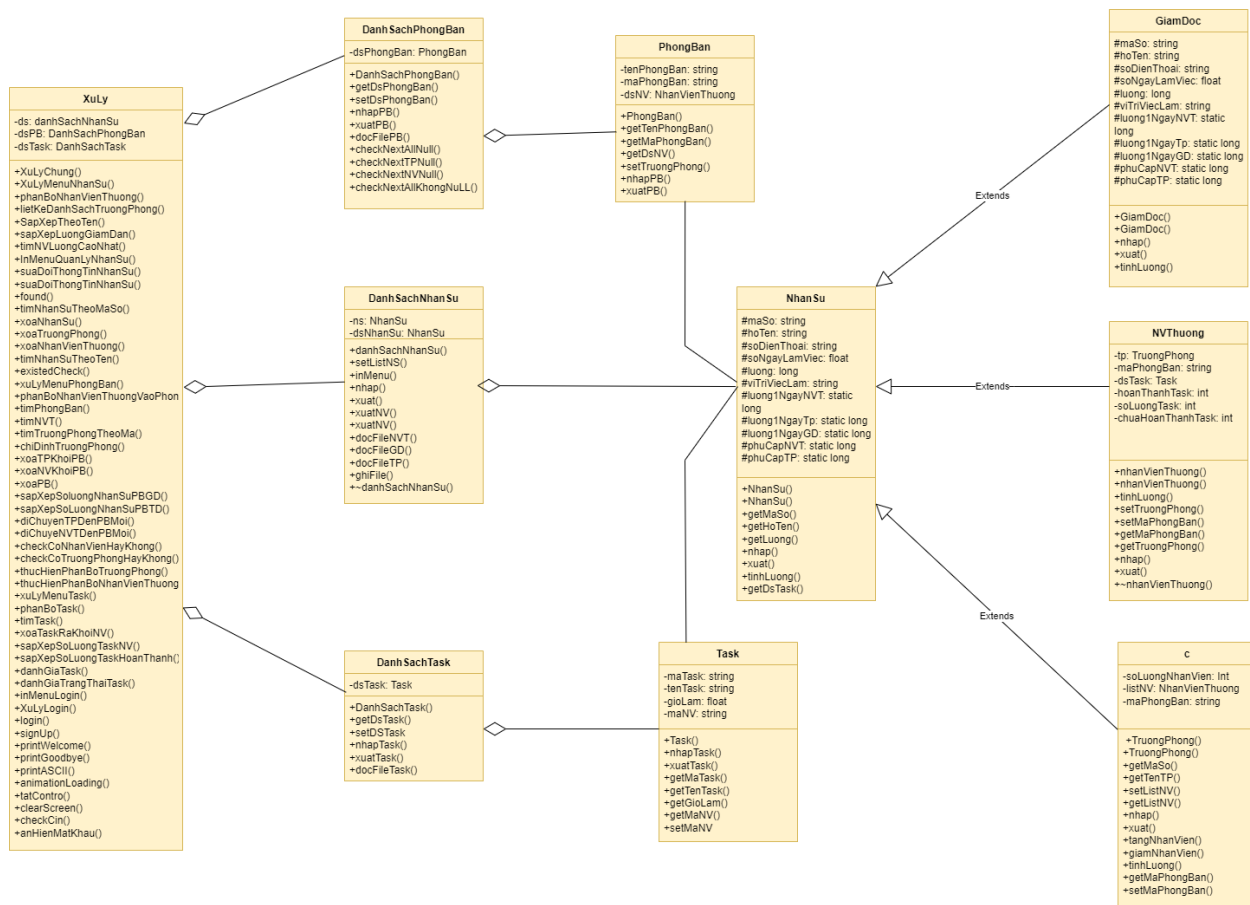 XuLy
-ds: danhSachNhanSu
-dsPB: DanhSachPhongBan
-dsTask: DanhSachTask
+XuLyChung()
+XuLyMenuNhanSu()
+phanBoNhanVienThuong()
+lietKeDanhSachTruongPhong()
+SapXepTheoTen()
+sapXepLuongGiamDan()
+timNVLuongCaoNhat()
+InMenuQuanLyNhanSu()
+suaDoiThongTinNhanSu()
+suaDoiThongTinNhanSu()
+found()
+timNhanSuTheoMaSo()
+xoaNhanSu()
+xoaTruongPhong()
+xoaNhanVienThuong()
+timNhanSuTheoTen()
+existedCheck()
+xuLyMenuPhongBan()
+phanBoNhanVienThuongVaoPhon
+timPhongBan()
+timNVT()
+timTruongPhongTheoMa()
+chiDinhTruongPhong()
+xoaTPKhoiPB()
+xoaNVKhoiPB()
+xoaPB()
+sapXepSoluongNhanSuPBGD()
+sapXepSoLuongNhanSuPBTD()
+diChuyenTPDenPBMoi()
+diChuyeNVTDenPBMoi()
+checkCoNhanVienHayKhong()
+checkCoTruongPhongHayKhong()
+thucHienPhanBoTruongPhong()
+thucHienPhanBoNhanVienThuong
+xuLyMenuTask()
+phanBoTask()
+timTask()
+xoaTaskRaKhoiNV()
+sapXepSoLuongTaskNV()
+sapXepSoLuongTaskHoanThanh()
+danhGiaTask()
+danhGiaTrangThaiTask()
+inMenuLogin()
+XuLyLogin()
+login()
+signUp()
+printWelcome()
+printGoodbye()
+printASCII()
+animationLoading()
+tatContro()
+clearScreen()
+checkCin()
+anHienMatKhau()
DanhSachPhongBan
-dsPhongBan: PhongBan
+DanhSachPhongBan()
+getDsPhongBan()
+setDsPhongBan()
+nhapPB()
+xuatPB()
+docFilePB()
+checkNextAllNull()
+checkNextTPNull()
+checkNextNVNull()
+checkNextAllKhongNuLL()
DanhSachNhanSu
-ns: NhanSu
-dsNhanSu: NhanSu
+danhSachNhanSu()
+setListNS()
+inMenu()
+nhap()
+xuat()
+xuatNV()
+xuatNV()
+docFileNVT()
+docFileGD()
+docFileTP()
+ghiFile()
+~danhSachNhanSu()
DanhSachTask
-dsTask: Task
+DanhSachTask()
+getDsTask()
+setDSTask
+nhapTask()
+xuatTask()
+docFileTask()
PhongBan
-tenPhongBan: string
-maPhongBan: string
-dsNV: NhanVienThuong
+PhongBan()
+getTenPhongBan()
+getMaPhongBan()
+getDsNV()
+setTruongPhong()
+nhapPB()
+xuatPB()
NhanSu
#maSo: string
#hoTen: string
#soDienThoai: string
#soNgayLamViec: float
#luong: long
#viTriViecLam: string
#luong1NgayNVT: static
long
#luong1NgayTp: static long
#luong1NgayGD: static long
#phuCapNVT: static long
#phuCapTP: static long
+NhanSu()
+NhanSu()
+getMaSo()
+getHoTen()
+getLuong()
+nhap()
+xuat()
+tinhLuong()
+getDsTask()
Task
-maTask: string
-tenTask: string
-gioLam: float
-maNV: string
+Task()
+nhapTask()
+xuatTask()
+getMaTask()
+getTenTask()
+getGioLam()
+getMaNV()
+setMaNV
Extends
Extends
Extends
GiamDoc
#maSo: string
#hoTen: string
#soDienThoai: string
#soNgayLamViec: float
#luong: long
#viTriViecLam: string
#luong1NgayNVT: static
long
#luong1NgayTp: static long
#luong1NgayGD: static long
#phuCapNVT: static long
#phuCapTP: static long
+GiamDoc()
+GiamDoc()
+nhap()
+xuat()
+tinhLuong()
NVThuong
-tp: TruongPhong
-maPhongBan: string
-dsTask: Task
-hoanThanhTask: int
-soLuongTask: int
-chuaHoanThanhTask: int
+nhanVienThuong()
+nhanVienThuong()
+tinhLuong()
+setTruongPhong()
+setMaPhongBan()
+getMaPhongBan()
+getTruongPhong()
+nhap()
+xuat()
+~nhanVienThuong()
c
-soLuongNhanVien: Int
-listNV: NhanVienThuong
-maPhongBan: string
+TruongPhong()
+TruongPhong()
+getMaSo()
+getTenTP()
+setListNV()
+getListNV()
+nhap()
+xuat()
+tangNhanVien()
+giamNhanVien()
+tinhLuong()
+getMaPhongBan()
+setMaPhongBan()